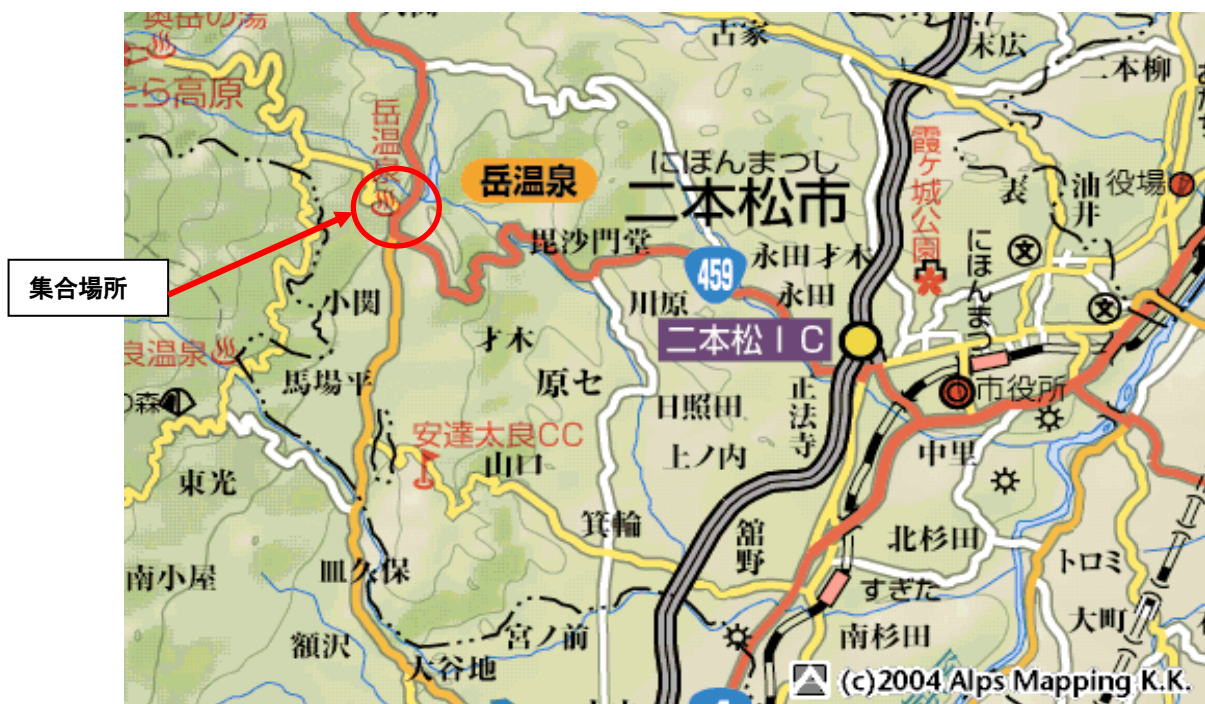 奥岳の湯
古家
末広
二本柳
ら高原
岳温泉
岳温泉
にほんまつし
二本松市
霞ヶ城公園
表
油井
役場
毘沙門堂
459
永田才木
永田
にほんまつ
集合場所
小関
川原
二本松IC
才木
良温泉
馬場平
原セ
日照田
正法寺
市役所
の森
安達太良CC
山口
上ノ内
中里
東光
箕輪
舘野
北杉田
トロミ
南小屋
皿久保
すぎた
大町
宮ノ前
南杉田
額沢
大谷地
(c)2004 Alps Mapping K.K.